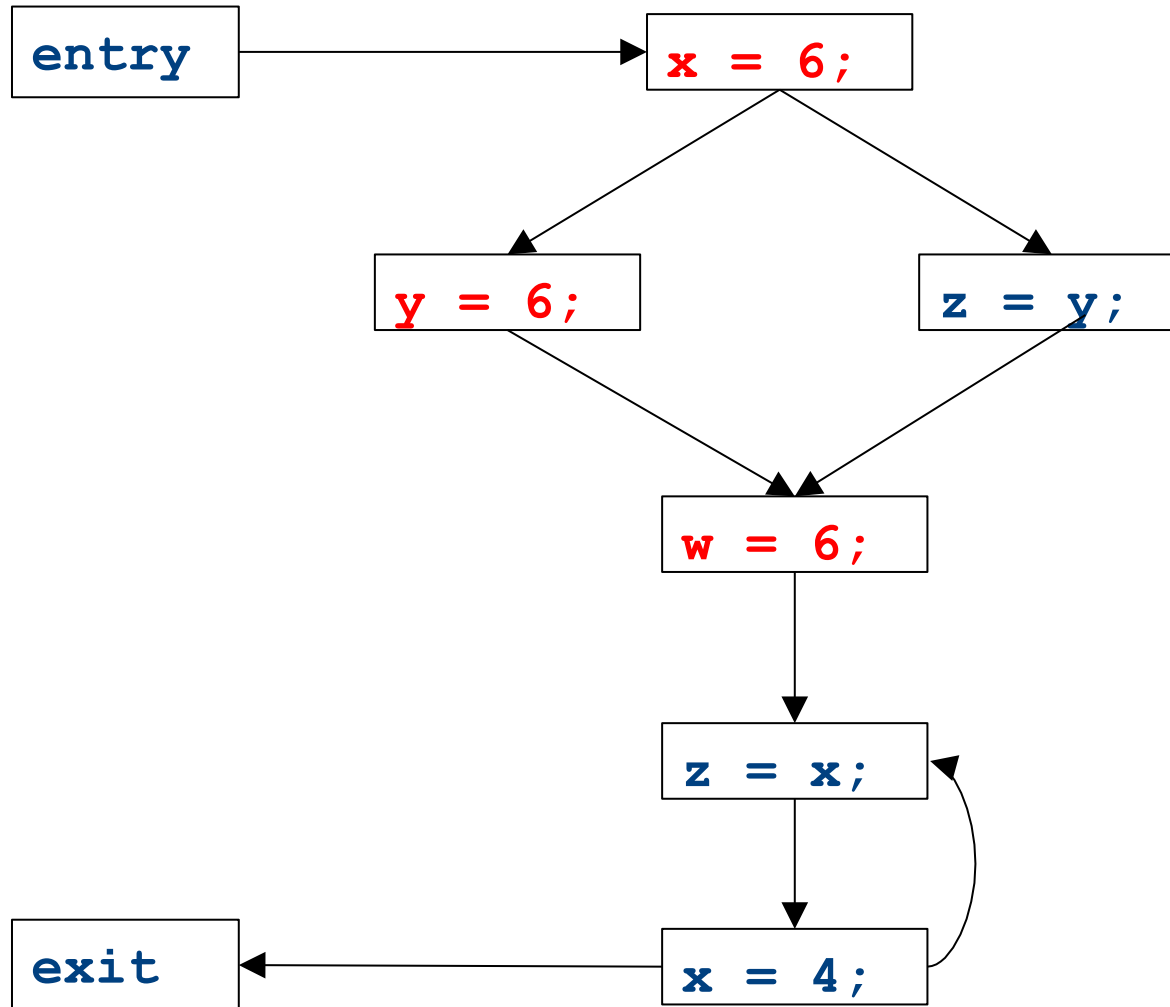 entry
x = 6;
y = 6;
z = y;
w = 6;
z = x;
x = 4;
exit